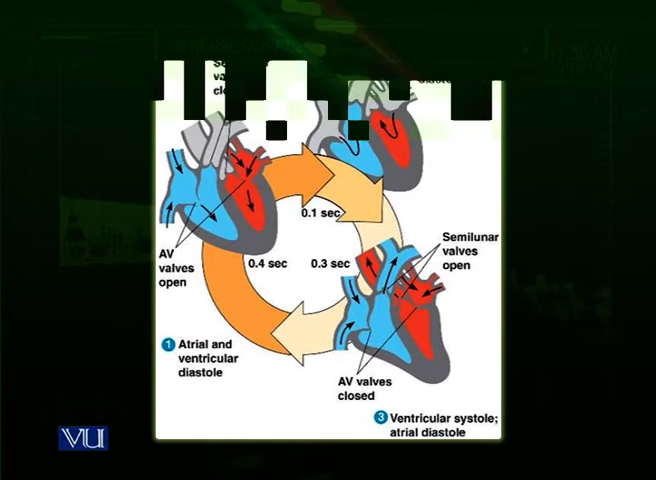 0.1 sec
Semilunar
valves
open
AV
valves
open
0.4 sec
0.3 sec
1 Atrial and
ventricular
diastole
AV valves
closed
3 Ventricular systole;
atrial diastole
VU